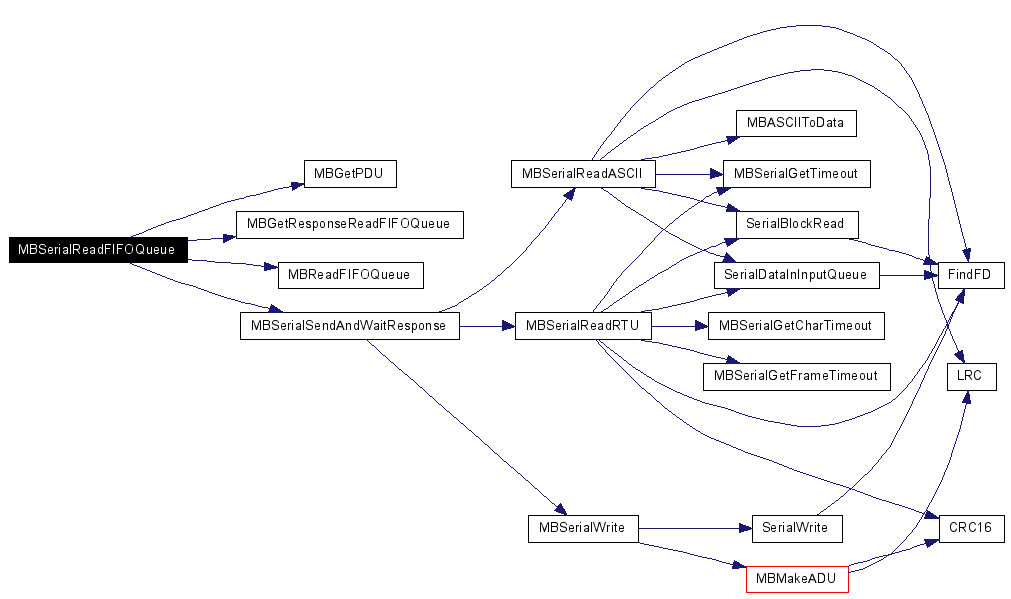 MBSerialReadFIFOQueue
MBGetPDU
MBGetResponseReadFIFOQueue
MBReadFIFOQueue
MBSerialSendAndWaitResponse
MBSerialReadASCII
MBSerialReadRTU
MBSerialWrite
MBASCIIToData
MBSerialGetTimeout
SerialBlockRead
SerialDataInInputQueue
MBSerialGetCharTimeout
MBSerialGetFrameTimeout
SerialWrite
MBMakeADU
FindFD
LRC
CRC16